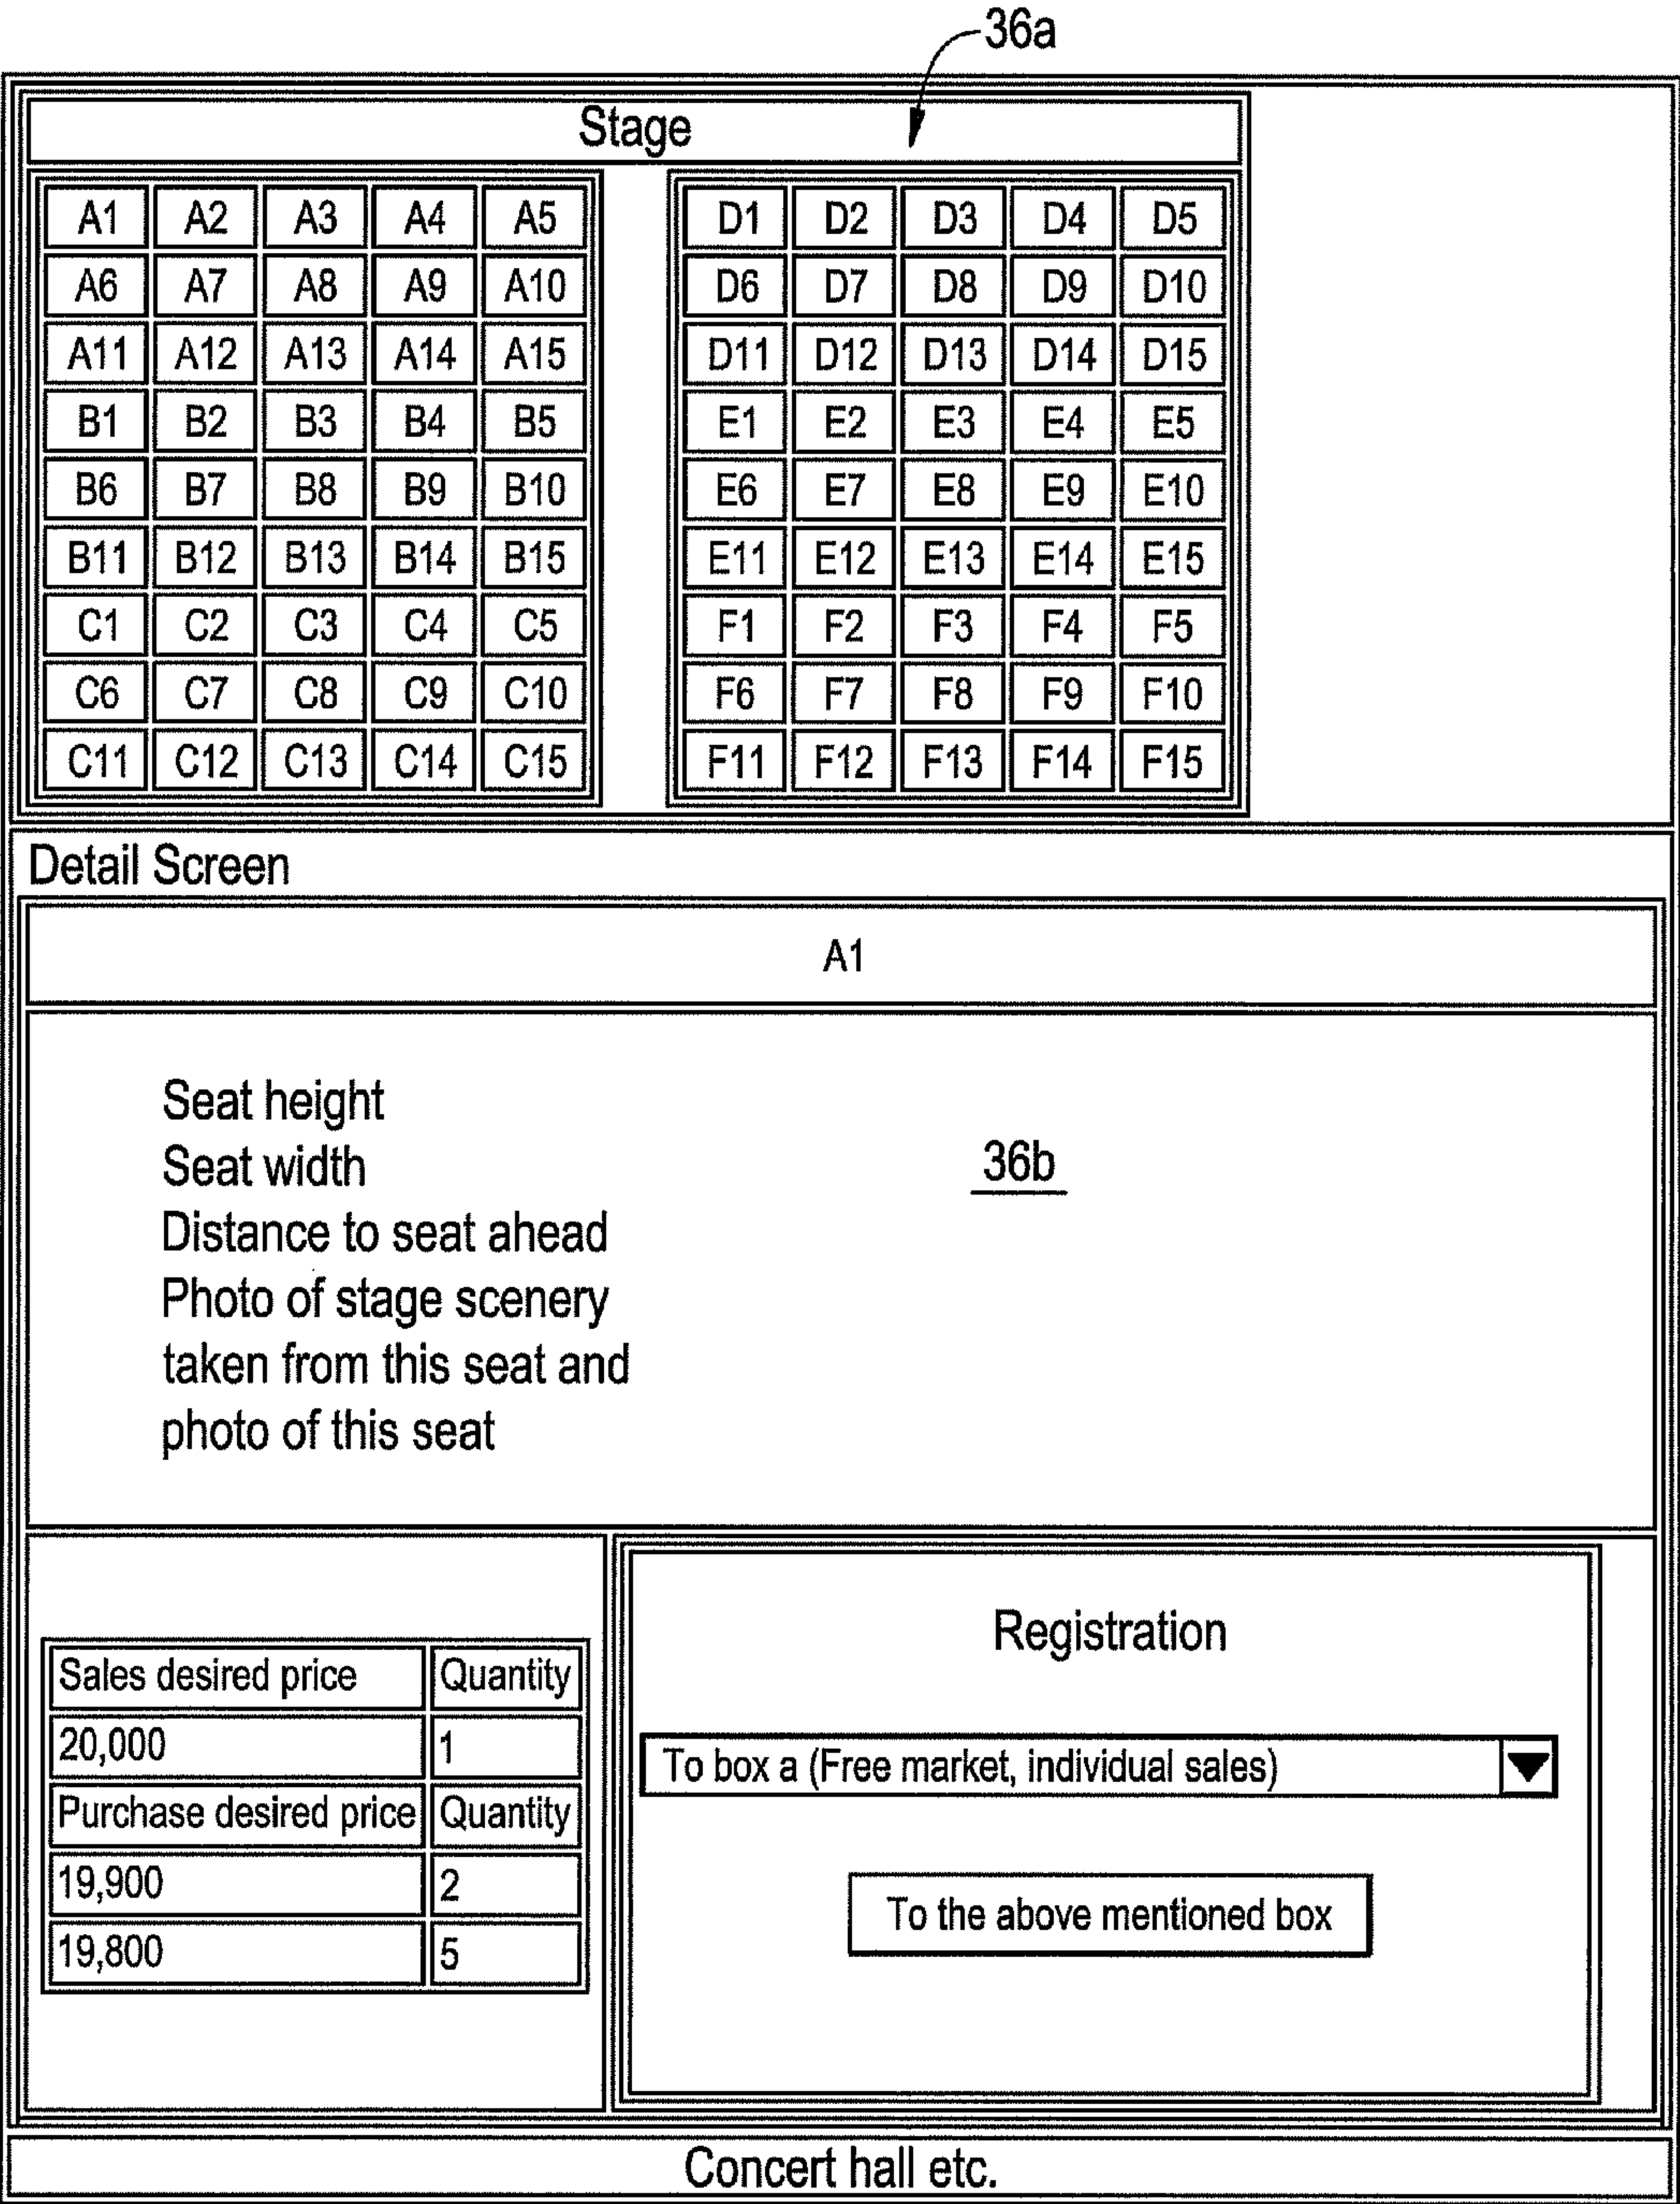 36a
Stage
A1 A2 A3 A4 A5 D1 D2 D3 D4 D5
A6 A7 A8 A9 A10 D6 D7 D8 D9 D10
A11 A12 A13 A14 A15 D11 D12 D13 D14 D15
B1 B2 B3 B4 B5 E1 E2 E3 E4 E5
B6 B7 B8 B9 B10 E6 E7 E8 E9 E10
B11 B12 B13 B14 B15 E11 E12 E13 E14 E15
C1 C2 C3 C4 C5 F1 F2 F3 F4 F5
C6 C7 C8 C9 C10 F6 F7 F8 F9 F10
C11 C12 C13 C14 C15 F11 F12 F13 F14 F15
Detail Screen
A1
Seat height
Seat width
Distance to seat ahead
Photo of stage scenery
taken from this seat and
photo of this seat
36b
Sales desired price Quantity
20,000 1
Purchase desired price Quantity
19,900 2
19,800 5
Registration
To box a (Free market, individual sales)
To the above mentioned box
Concert hall etc.